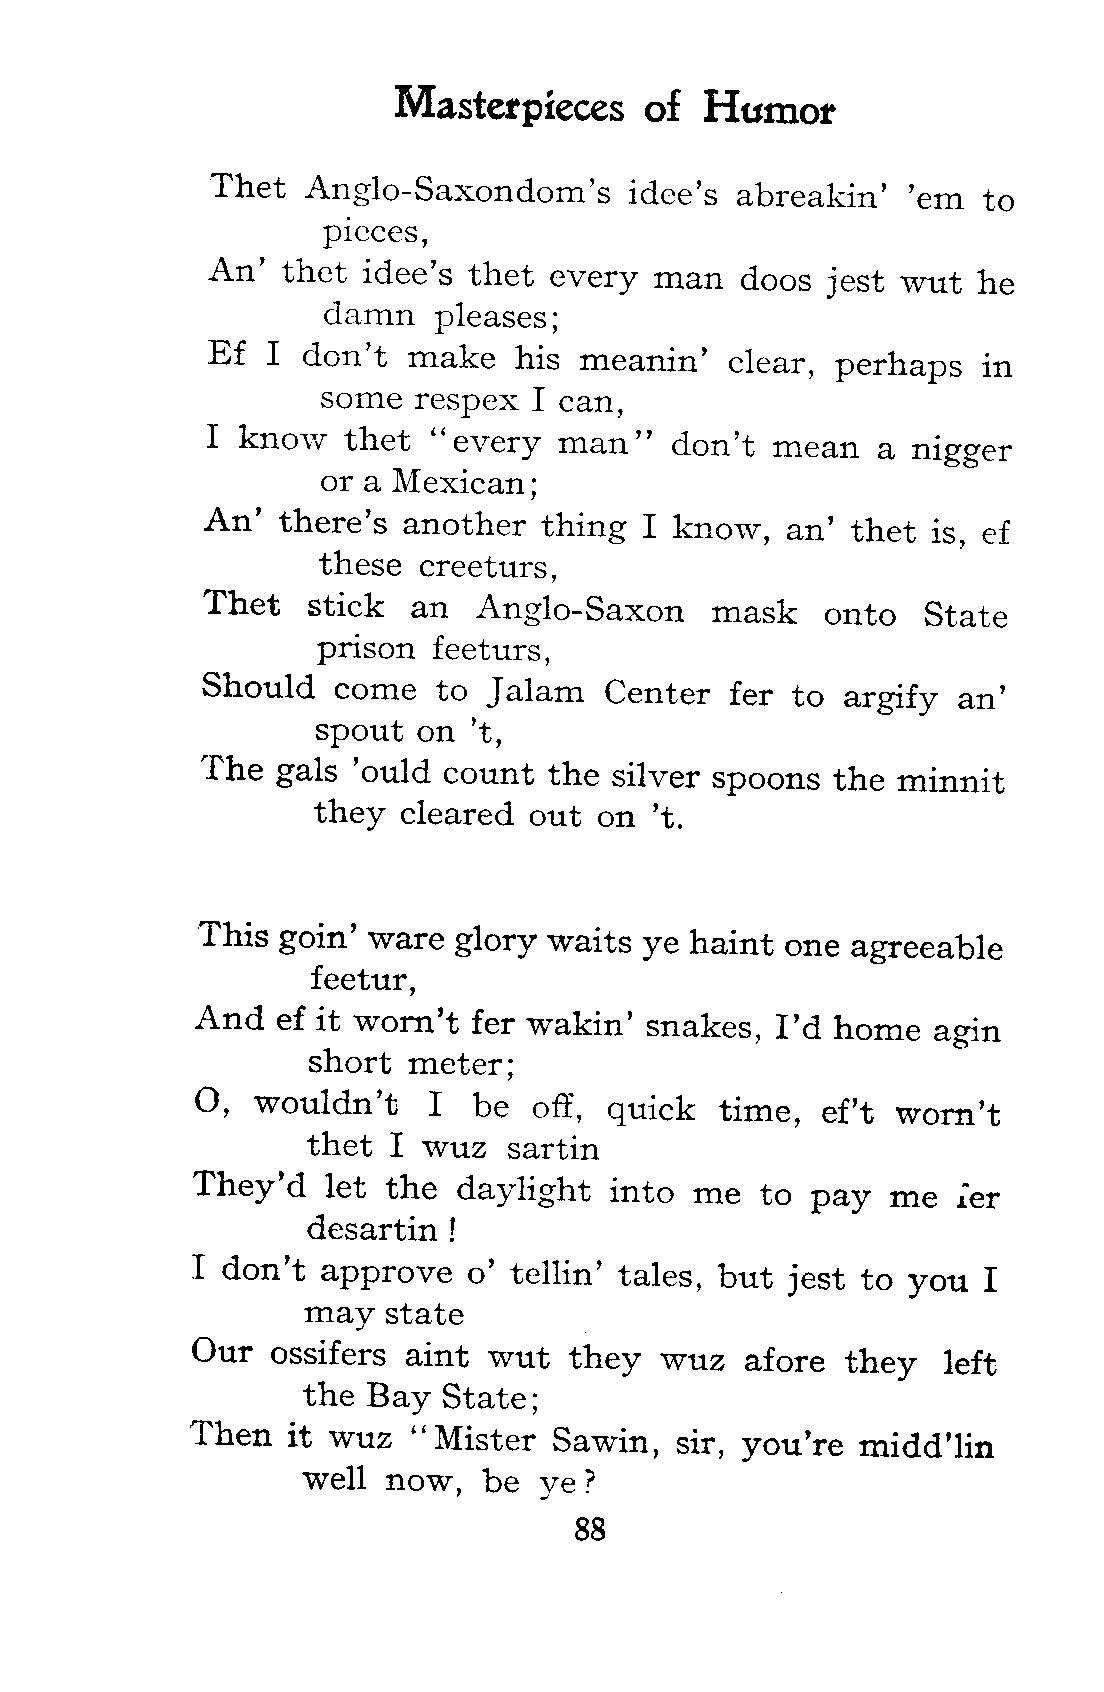 Masterpieces of Humor
Thet Anglo-Saxondom's idee's abreakin' 'em to
pieces,
An' thet idee's thet every man doos jest wut he
damn pleases;
Ef I don't make his meanin' clear, perhaps in
some respex I can,
I know thet "every man" don't mean a nigger
or a Mexican;
An' there's another thing I know, an' thet is, ef
these creeturs,
Thet stick an Anglo-Saxon mask onto State
prison feeturs,
Should come to Jalam Center fer to argify an'
spout on 't,
The gals 'ould count the silver spoons the minnit
they cleared out on 't.
This goin' ware glory waits ye haint one agreeable
feetur,
And ef it worn't fer wakin' snakes, I'd home agin
short meter;
O, wouldn't I be off, quick time, ef't worn't
thet I wuz sartin
They'd let the daylight into me to pay me fer
desartin!
I don't approve o' tellin' tales, but jest to you I
may state
Our ossifers aint wut they wuz afore they left
the Bay State;
Then it wuz "Mister Sawin, sir, you're midd'lin
well now, be ye?
88